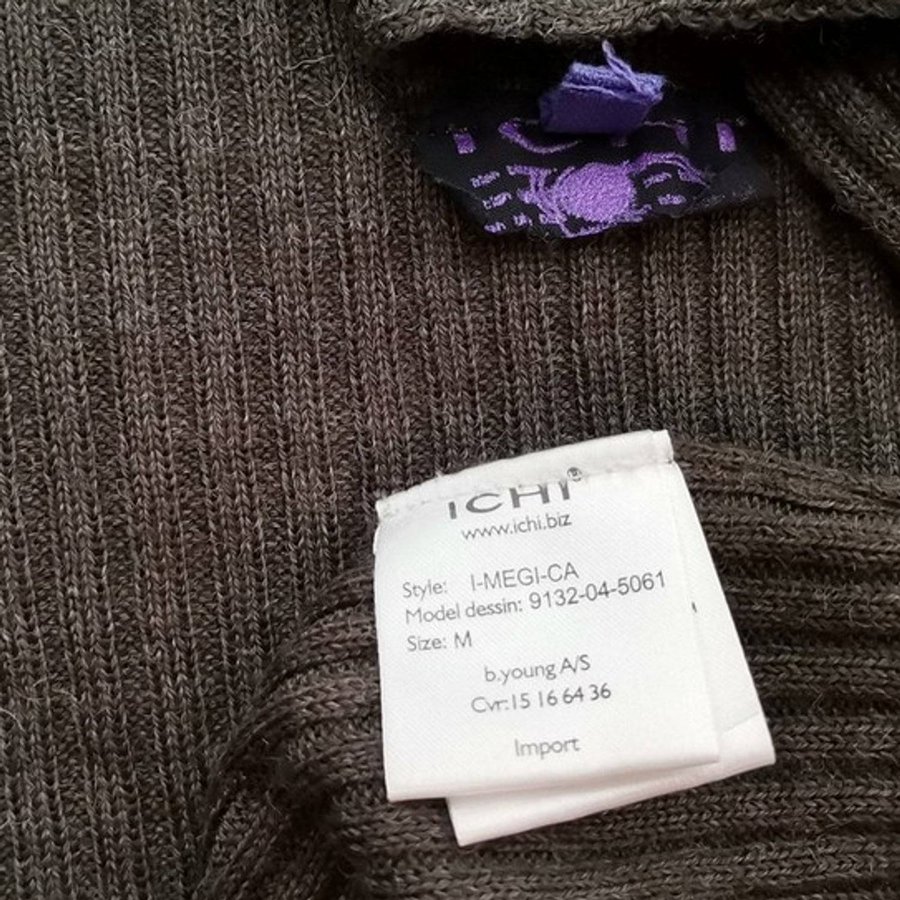 ICHI®
www.ichi.biz
Style: I-MEGI-CA
Model dessin: 9132-04-5061
Size: M
b.young A/S
Cvr: 15 16 64 36
Import